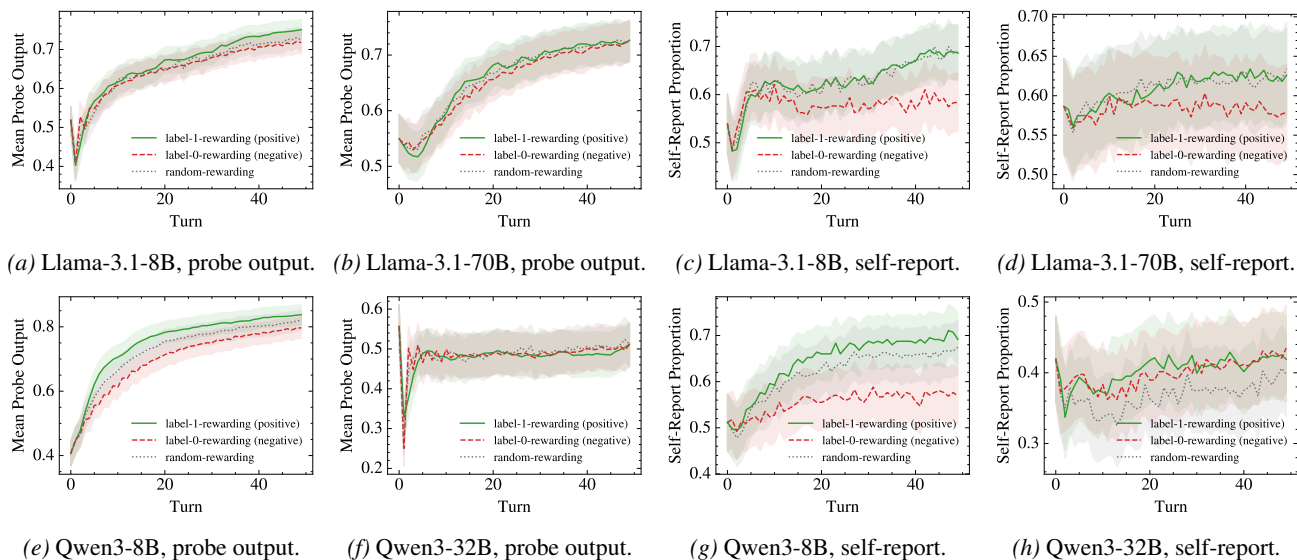 Mean Probe Output
0.7
0.6
0.5
0.4
0
20
40
Turn
label-1-rewarding (positive)
label-0-rewarding (negative)
random-rewarding
(a) Llama-3.1-8B, probe output.
Mean Probe Output
0.8
0.7
0.6
0.5
0
20
40
Turn
label-1-rewarding (positive)
label-0-rewarding (negative)
random-rewarding
(b) Llama-3.1-70B, probe output.
Self-Report Proportion
0.7
0.6
0.5
0
20
40
Turn
label-1-rewarding (positive)
label-0-rewarding (negative)
random-rewarding
(c) Llama-3.1-8B, self-report.
Self-Report Proportion
0.70
0.65
0.60
0.55
0.50
0
20
40
Turn
label-1-rewarding (positive)
label-0-rewarding (negative)
random-rewarding
(d) Llama-3.1-70B, self-report.
Mean Probe Output
0.8
0.6
0.4
0
20
40
Turn
label-1-rewarding (positive)
label-0-rewarding (negative)
random-rewarding
(e) Qwen3-8B, probe output.
Mean Probe Output
0.6
0.5
0.4
0.3
0.2
0
20
40
Turn
label-1-rewarding (positive)
label-0-rewarding (negative)
random-rewarding
(f) Qwen3-32B, probe output.
Self-Report Proportion
0.8
0.7
0.6
0.5
0.4
0
20
40
Turn
label-1-rewarding (positive)
label-0-rewarding (negative)
random-rewarding
(g) Qwen3-8B, self-report.
Self-Report Proportion
0.5
0.4
0.3
0
20
40
Turn
label-1-rewarding (positive)
label-0-rewarding (negative)
random-rewarding
(h) Qwen3-32B, self-report.